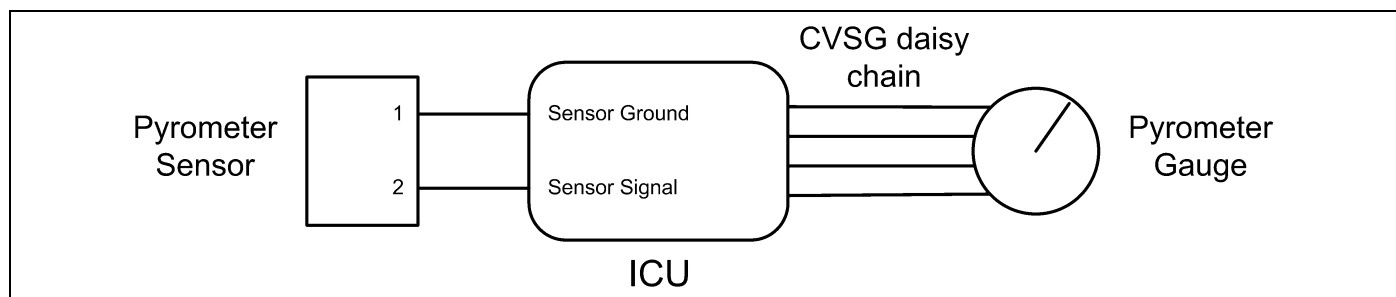 CVSG daisy
chain
Pyrometer
Sensor
1
2
Sensor Ground
Sensor Signal
Pyrometer
Gauge
ICU